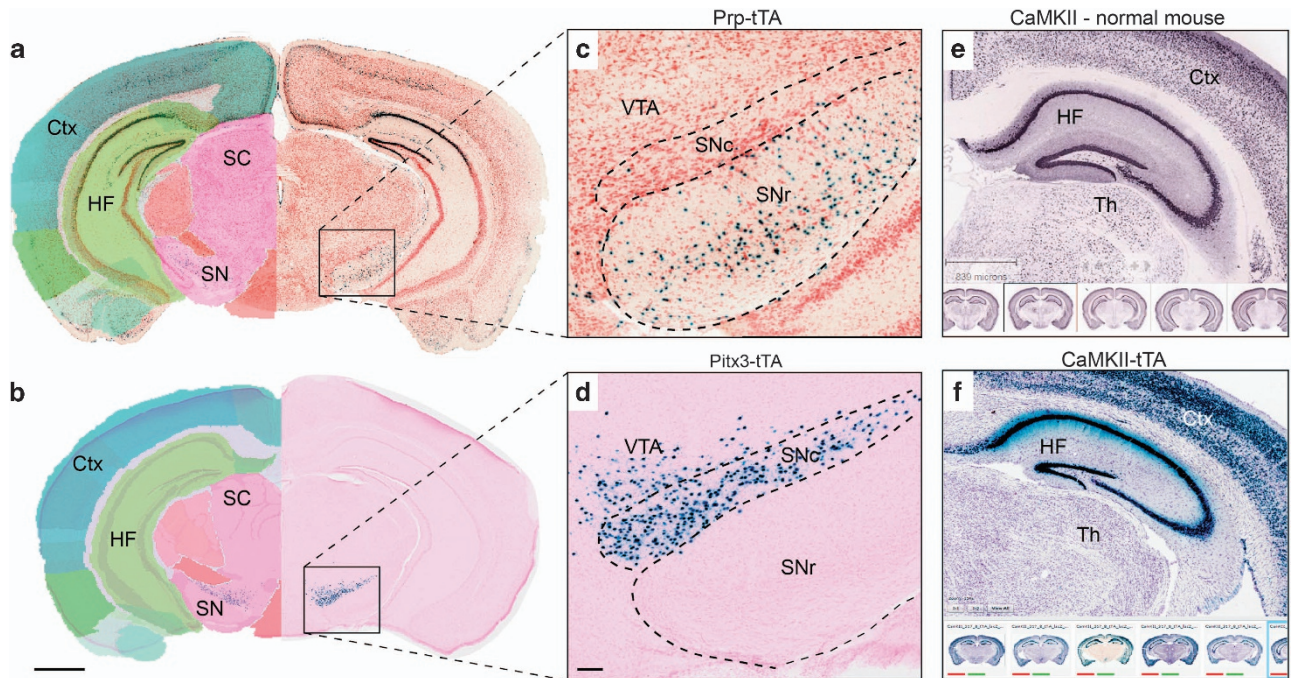 Prp-tTA
CaMKII - normal mouse
a
c
e
Ctx
HF
SC
SN
VTA
SNc
SNr
Ctx
HF
Th
839 microns
Pitx3-tTA
CaMKII-tTA
b
d
f
Ctx
HF
SC
SN
VTA
SNc
SNr
Ctx
HF
Th